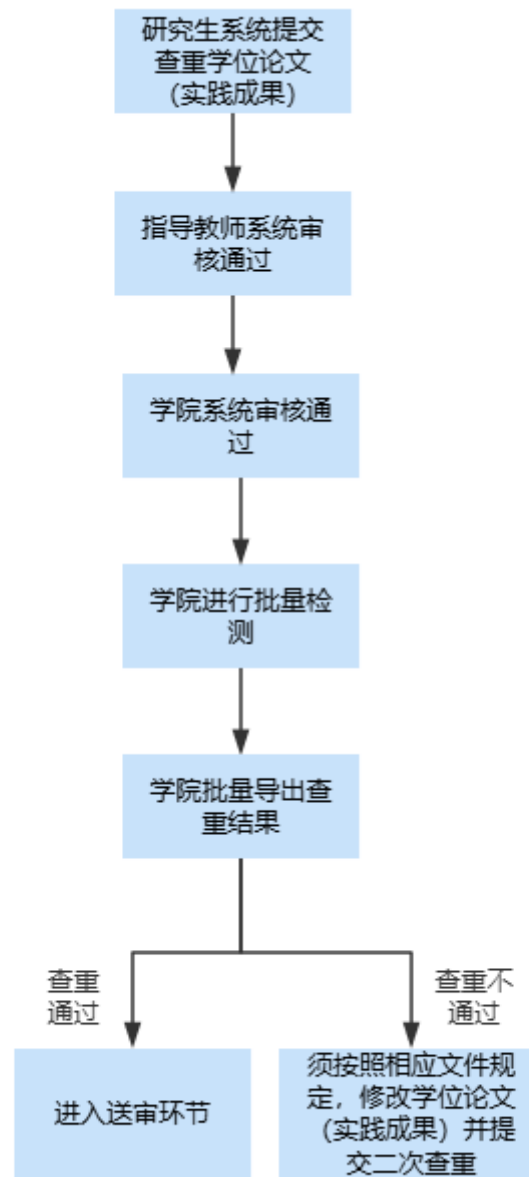 研究生系统提交
查重学位论文
（实践成果）
指导教师系统审
核通过
学院系统审核通
过
学院进行批量检
测
学院批量导出查
重结果
查重
通过
查重不
通过
进入送审环节
须按照相应文件规
定，修改学位论文
（实践成果）并提
交二次查重